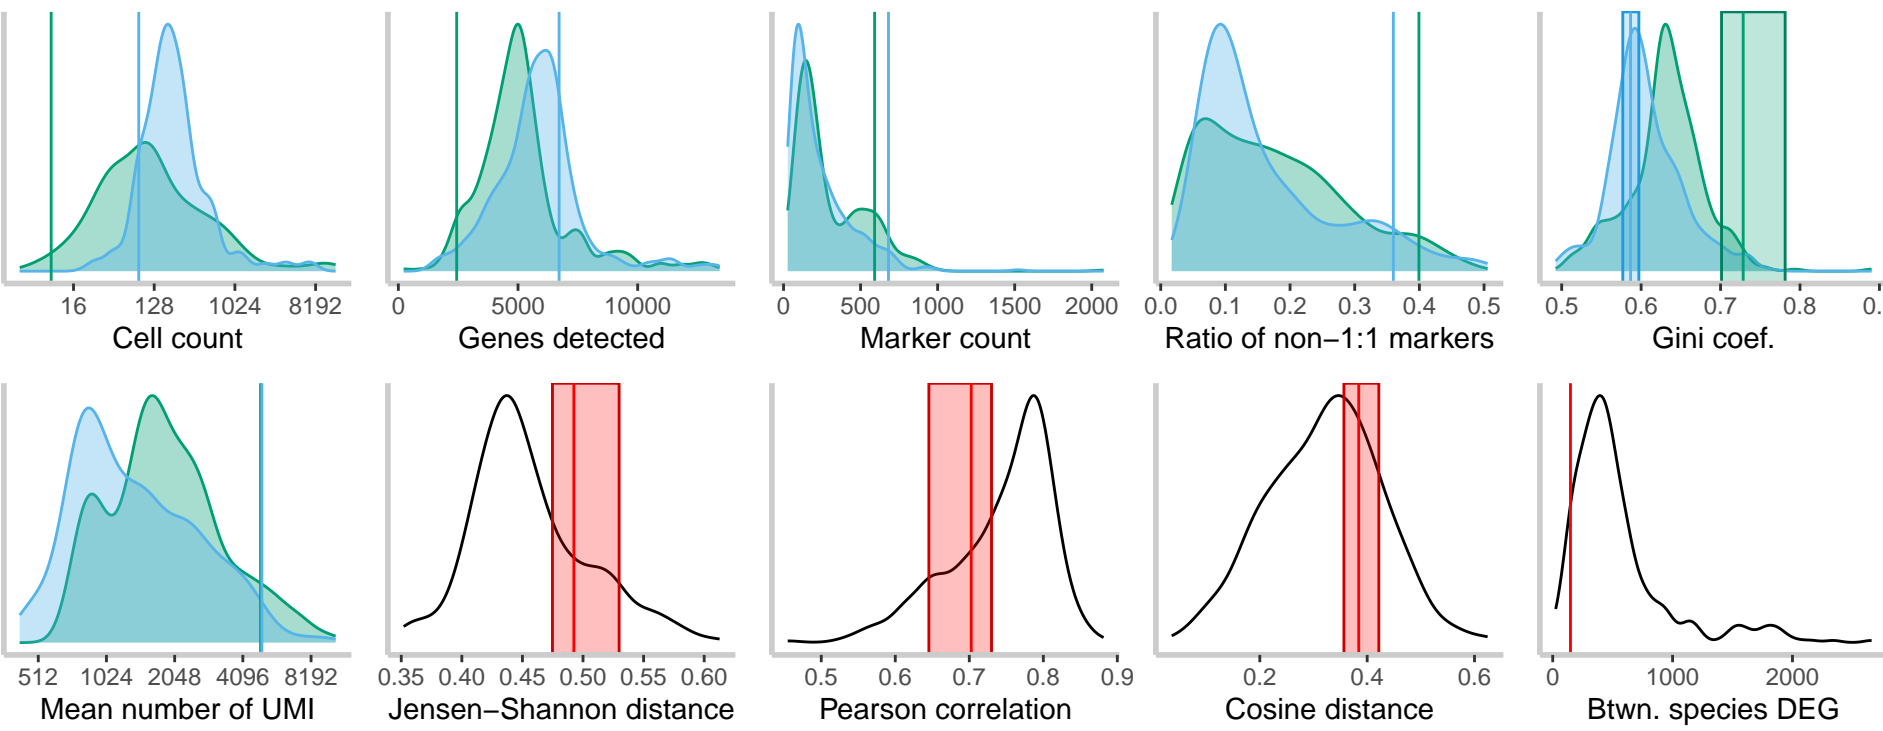 16 128 1024 8192
Cell count
0 5000 10000
Genes detected
0 500 1000 1500 2000
Marker count
0.0 0.1 0.2 0.3 0.4 0.5
Ratio of non−1:1 markers
0.5 0.6 0.7 0.8 0.
Gini coef.
512 1024 2048 4096 8192
Mean number of UMI
0.35 0.40 0.45 0.50 0.55 0.60
Jensen−Shannon distance
0.5 0.6 0.7 0.8 0.9
Pearson correlation
0.2 0.4 0.6
Cosine distance
0 1000 2000
Btwn. species DEG